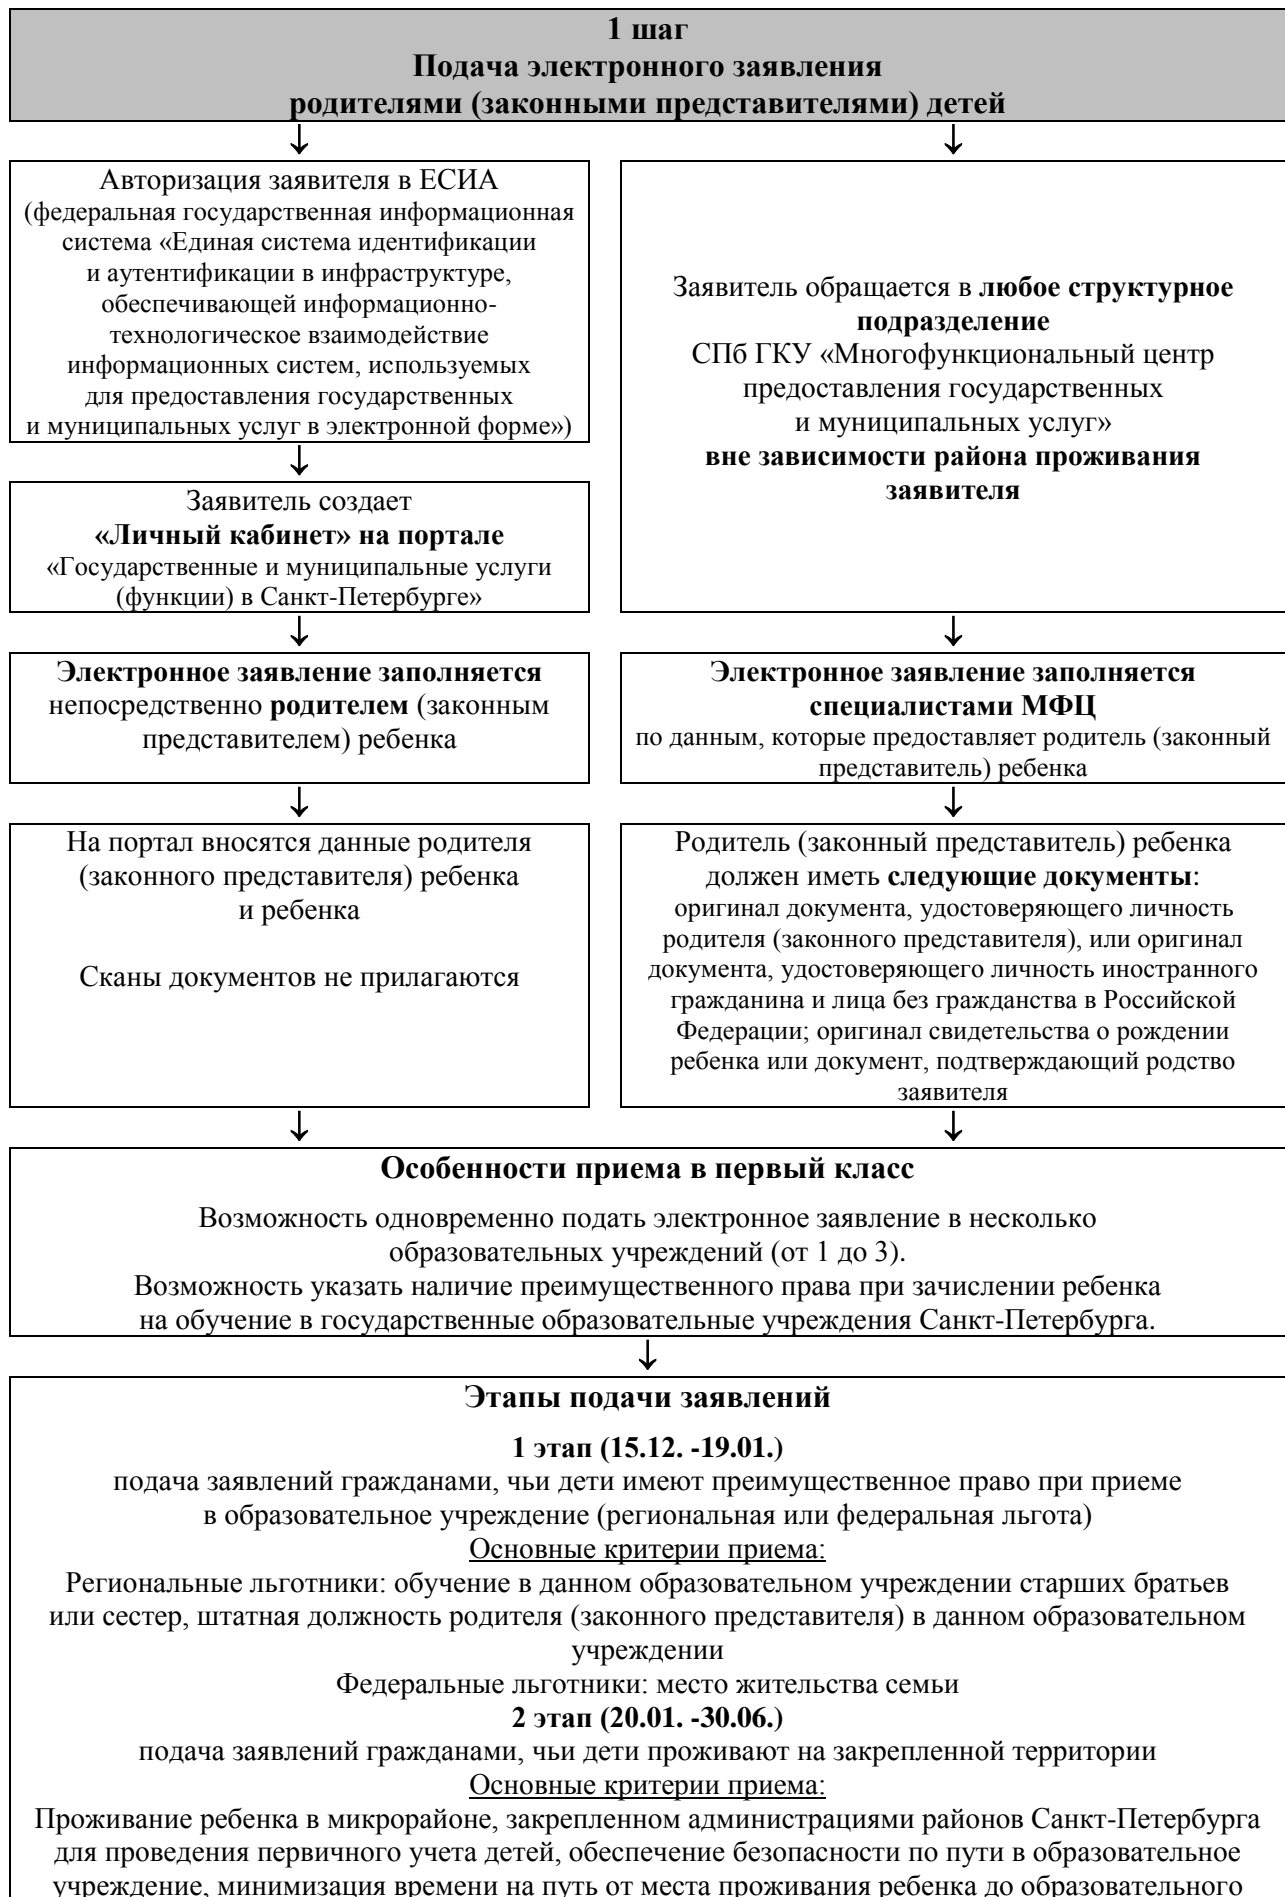 1 шаг
Подача электронного заявления
родителями (законными представителями) детей
Авторизация заявителя в ЕСИА
(федеральная государственная информационная
система «Единая система идентификации
и аутентификации в инфраструктуре,
обеспечивающей информационно-
технологическое взаимодействие
информационных систем, используемых
для предоставления государственных
и муниципальных услуг в электронной форме»)
Заявитель создает
«Личный кабинет» на портале
«Государственные и муниципальные услуги
(функции) в Санкт-Петербурге»
Электронное заявление заполняется
непосредственно родителем (законным
представителем) ребенка
На портал вносятся данные родителя
(законного представителя) ребенка
и ребенка
Сканы документов не прилагаются
Заявитель обращается в любое структурное
подразделение
СПб ГКУ «Многофункциональный центр
предоставления государственных
и муниципальных услуг»
вне зависимости района проживания
заявителя
Электронное заявление заполняется
специалистами МФЦ
по данным, которые предоставляет родитель (законный
представитель) ребенка
Родитель (законный представитель) ребенка
должен иметь следующие документы:
оригинал документа, удостоверяющего личность
родителя (законного представителя), или оригинал
документа, удостоверяющего личность иностранного
гражданина и лица без гражданства в Российской
Федерации; оригинал свидетельства о рождении
ребенка или документ, подтверждающий родство
заявителя
Особенности приема в первый класс
Возможность одновременно подать электронное заявление в несколько
образовательных учреждений (от 1 до 3).
Возможность указать наличие преимущественного права при зачислении ребенка
на обучение в государственные образовательные учреждения Санкт-Петербурга.
Этапы подачи заявлений
1 этап (15.12. -19.01.)
подача заявлений гражданами, чьи дети имеют преимущественное право при приеме
в образовательное учреждение (региональная или федеральная льгота)
Основные критерии приема:
Региональные льготники: обучение в данном образовательном учреждении старших братьев
или сестер, штатная должность родителя (законного представителя) в данном образовательном
учреждении
Федеральные льготники: место жительства семьи
2 этап (20.01. -30.06.)
подача заявлений гражданами, чьи дети проживают на закрепленной территории
Основные критерии приема:
Проживание ребенка в микрорайоне, закрепленном администрациями районов Санкт-Петербурга
для проведения первичного учета детей, обеспечение безопасности по пути в образовательное
учреждение, минимизация времени на путь от места проживания ребенка до образовательного